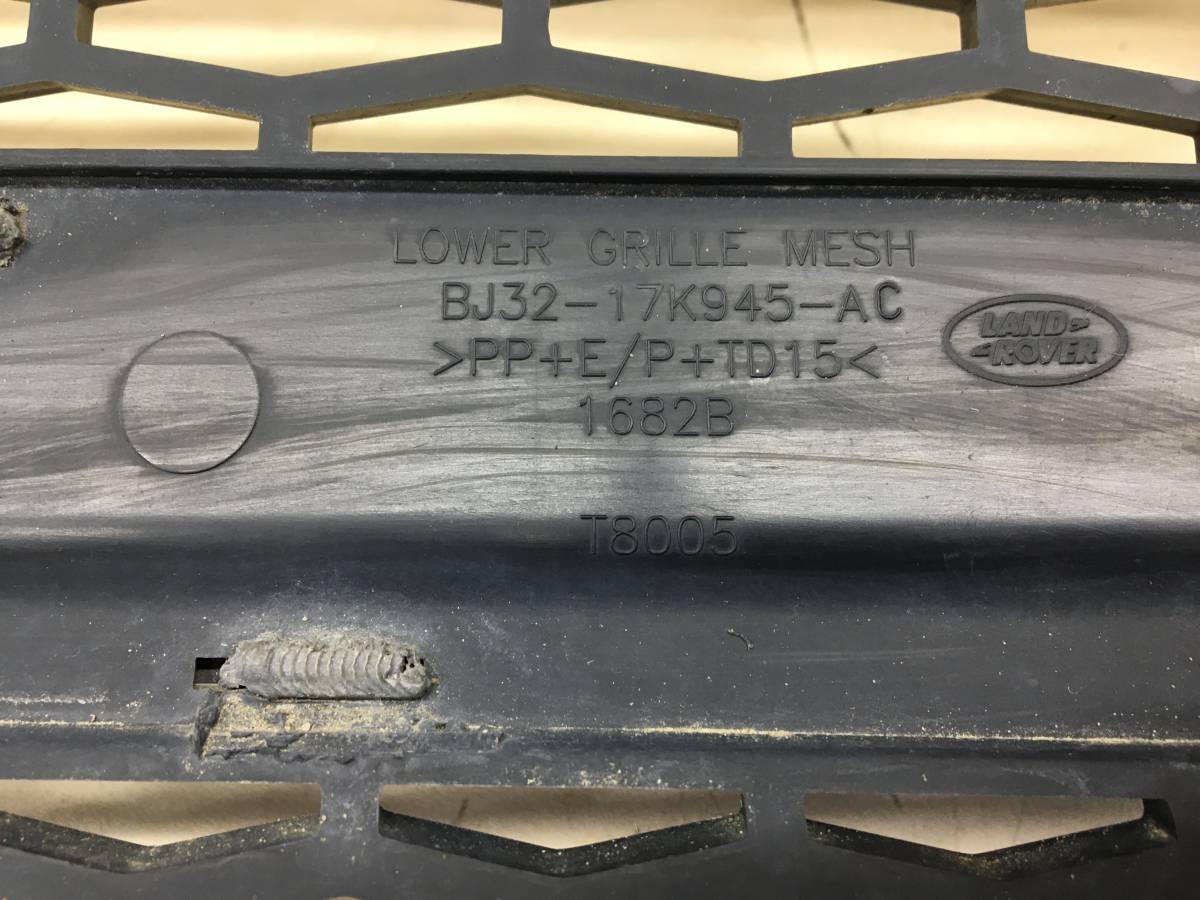 LOWER GRILLE MESH
BJ32-17K945-AC
LAND
ROVER
>PP+E/P+TD15<
1682B
T8005